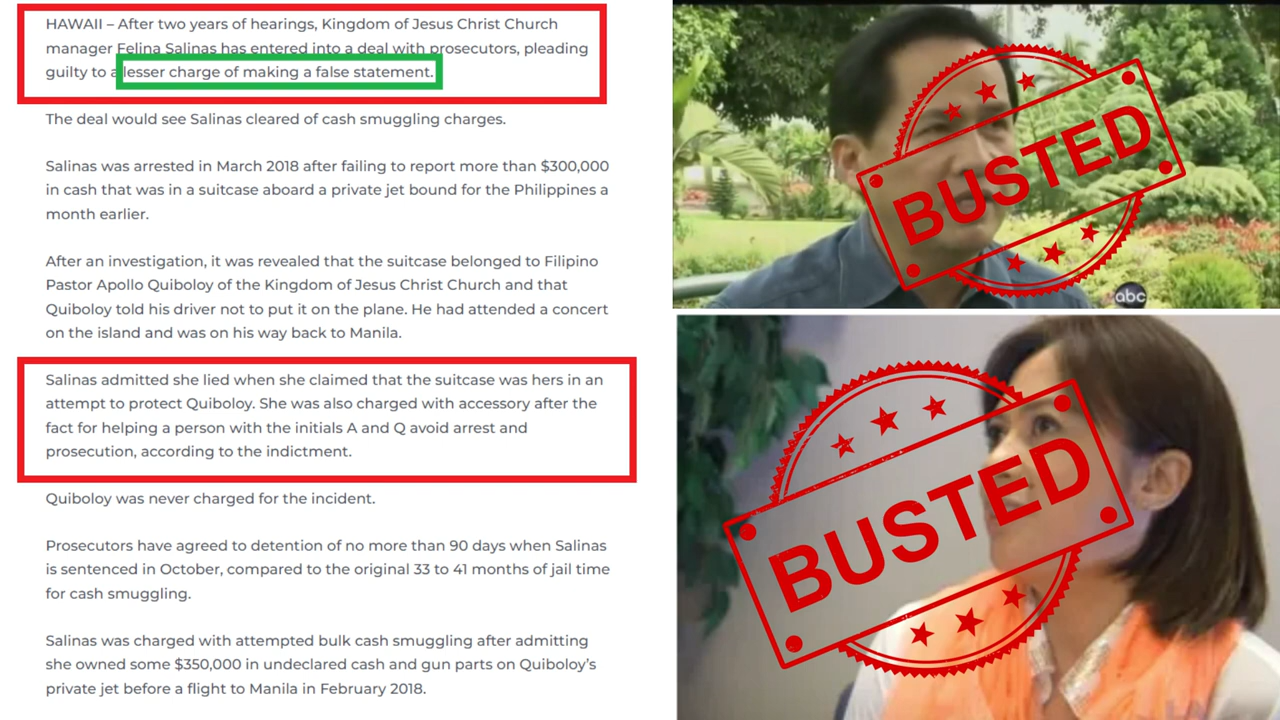 HAWAII – After two years of hearings, Kingdom of Jesus Christ Church
manager Felina Salinas has entered into a deal with prosecutors, pleading
guilty to a lesser charge of making a false statement.
The deal would see Salinas cleared of cash smuggling charges.
Salinas was arrested in March 2018 after failing to report more than $300,000
in cash that was in a suitcase aboard a private jet bound for the Philippines a
month earlier.
After an investigation, it was revealed that the suitcase belonged to Filipino
Pastor Apollo Quiboloy of the Kingdom of Jesus Christ Church and that
Quiboloy told his driver not to put it on the plane. He had attended a concert
on the island and was on his way back to Manila.
Salinas admitted she lied when she claimed that the suitcase was hers in an
attempt to protect Quiboloy. She was also charged with accessory after the
fact for helping a person with the initials A and Q avoid arrest and
prosecution, according to the indictment.
Quiboloy was never charged for the incident.
Prosecutors have agreed to detention of no more than 90 days when Salinas
is sentenced in October, compared to the original 33 to 41 months of jail time
for cash smuggling.
Salinas was charged with attempted bulk cash smuggling after admitting
she owned some $350,000 in undeclared cash and gun parts on Quiboloy's
private jet before a flight to Manila in February 2018.
BUSTED
abc
BUSTED